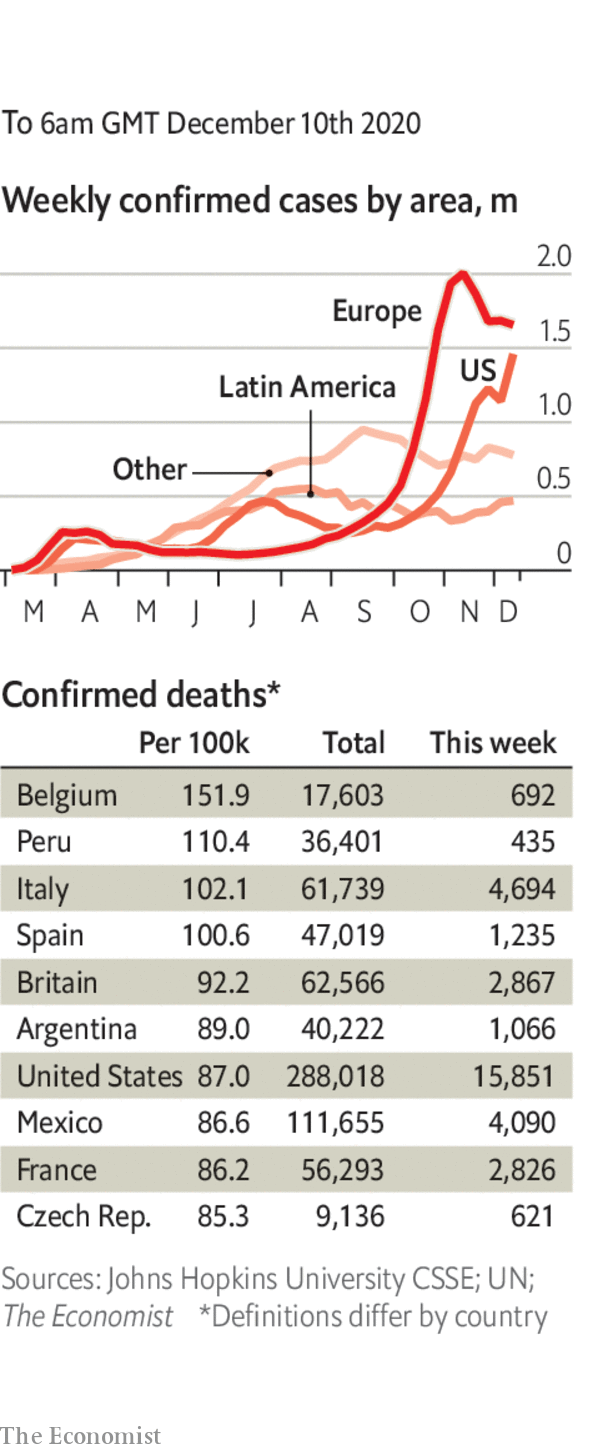 To 6am GMT December 10th 2020
Weekly confirmed cases by area, m
2.0
Europe
1.5
US
Latin America
1.0
Other
0.5
0
M A M J J A S O N D
Confirmed deaths*
Per 100k Total This week
Belgium 151.9 17,603 692
Peru 110.4 36,401 435
Italy 102.1 61,739 4,694
Spain 100.6 47,019 1,235
Britain 92.2 62,566 2,867
Argentina 89.0 40,222 1,066
United States 87.0 288,018 15,851
Mexico 86.6 111,655 4,090
France 86.2 56,293 2,826
Czech Rep. 85.3 9,136 621
Sources: Johns Hopkins University CSSE; UN;
The Economist *Definitions differ by country
The Economist